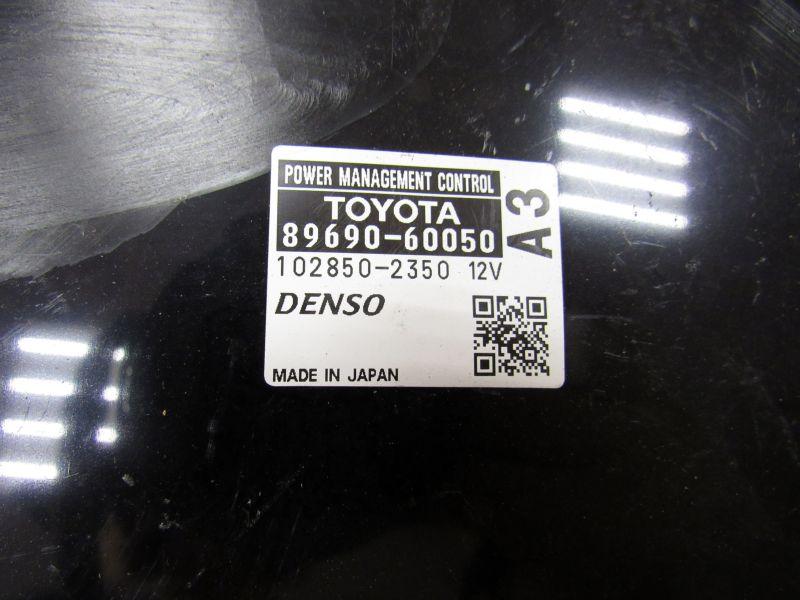 POWER MANAGEMENT CONTROL
TOYOTA
89690-60050
A3
102850-2350 12V
DENSO
MADE IN JAPAN